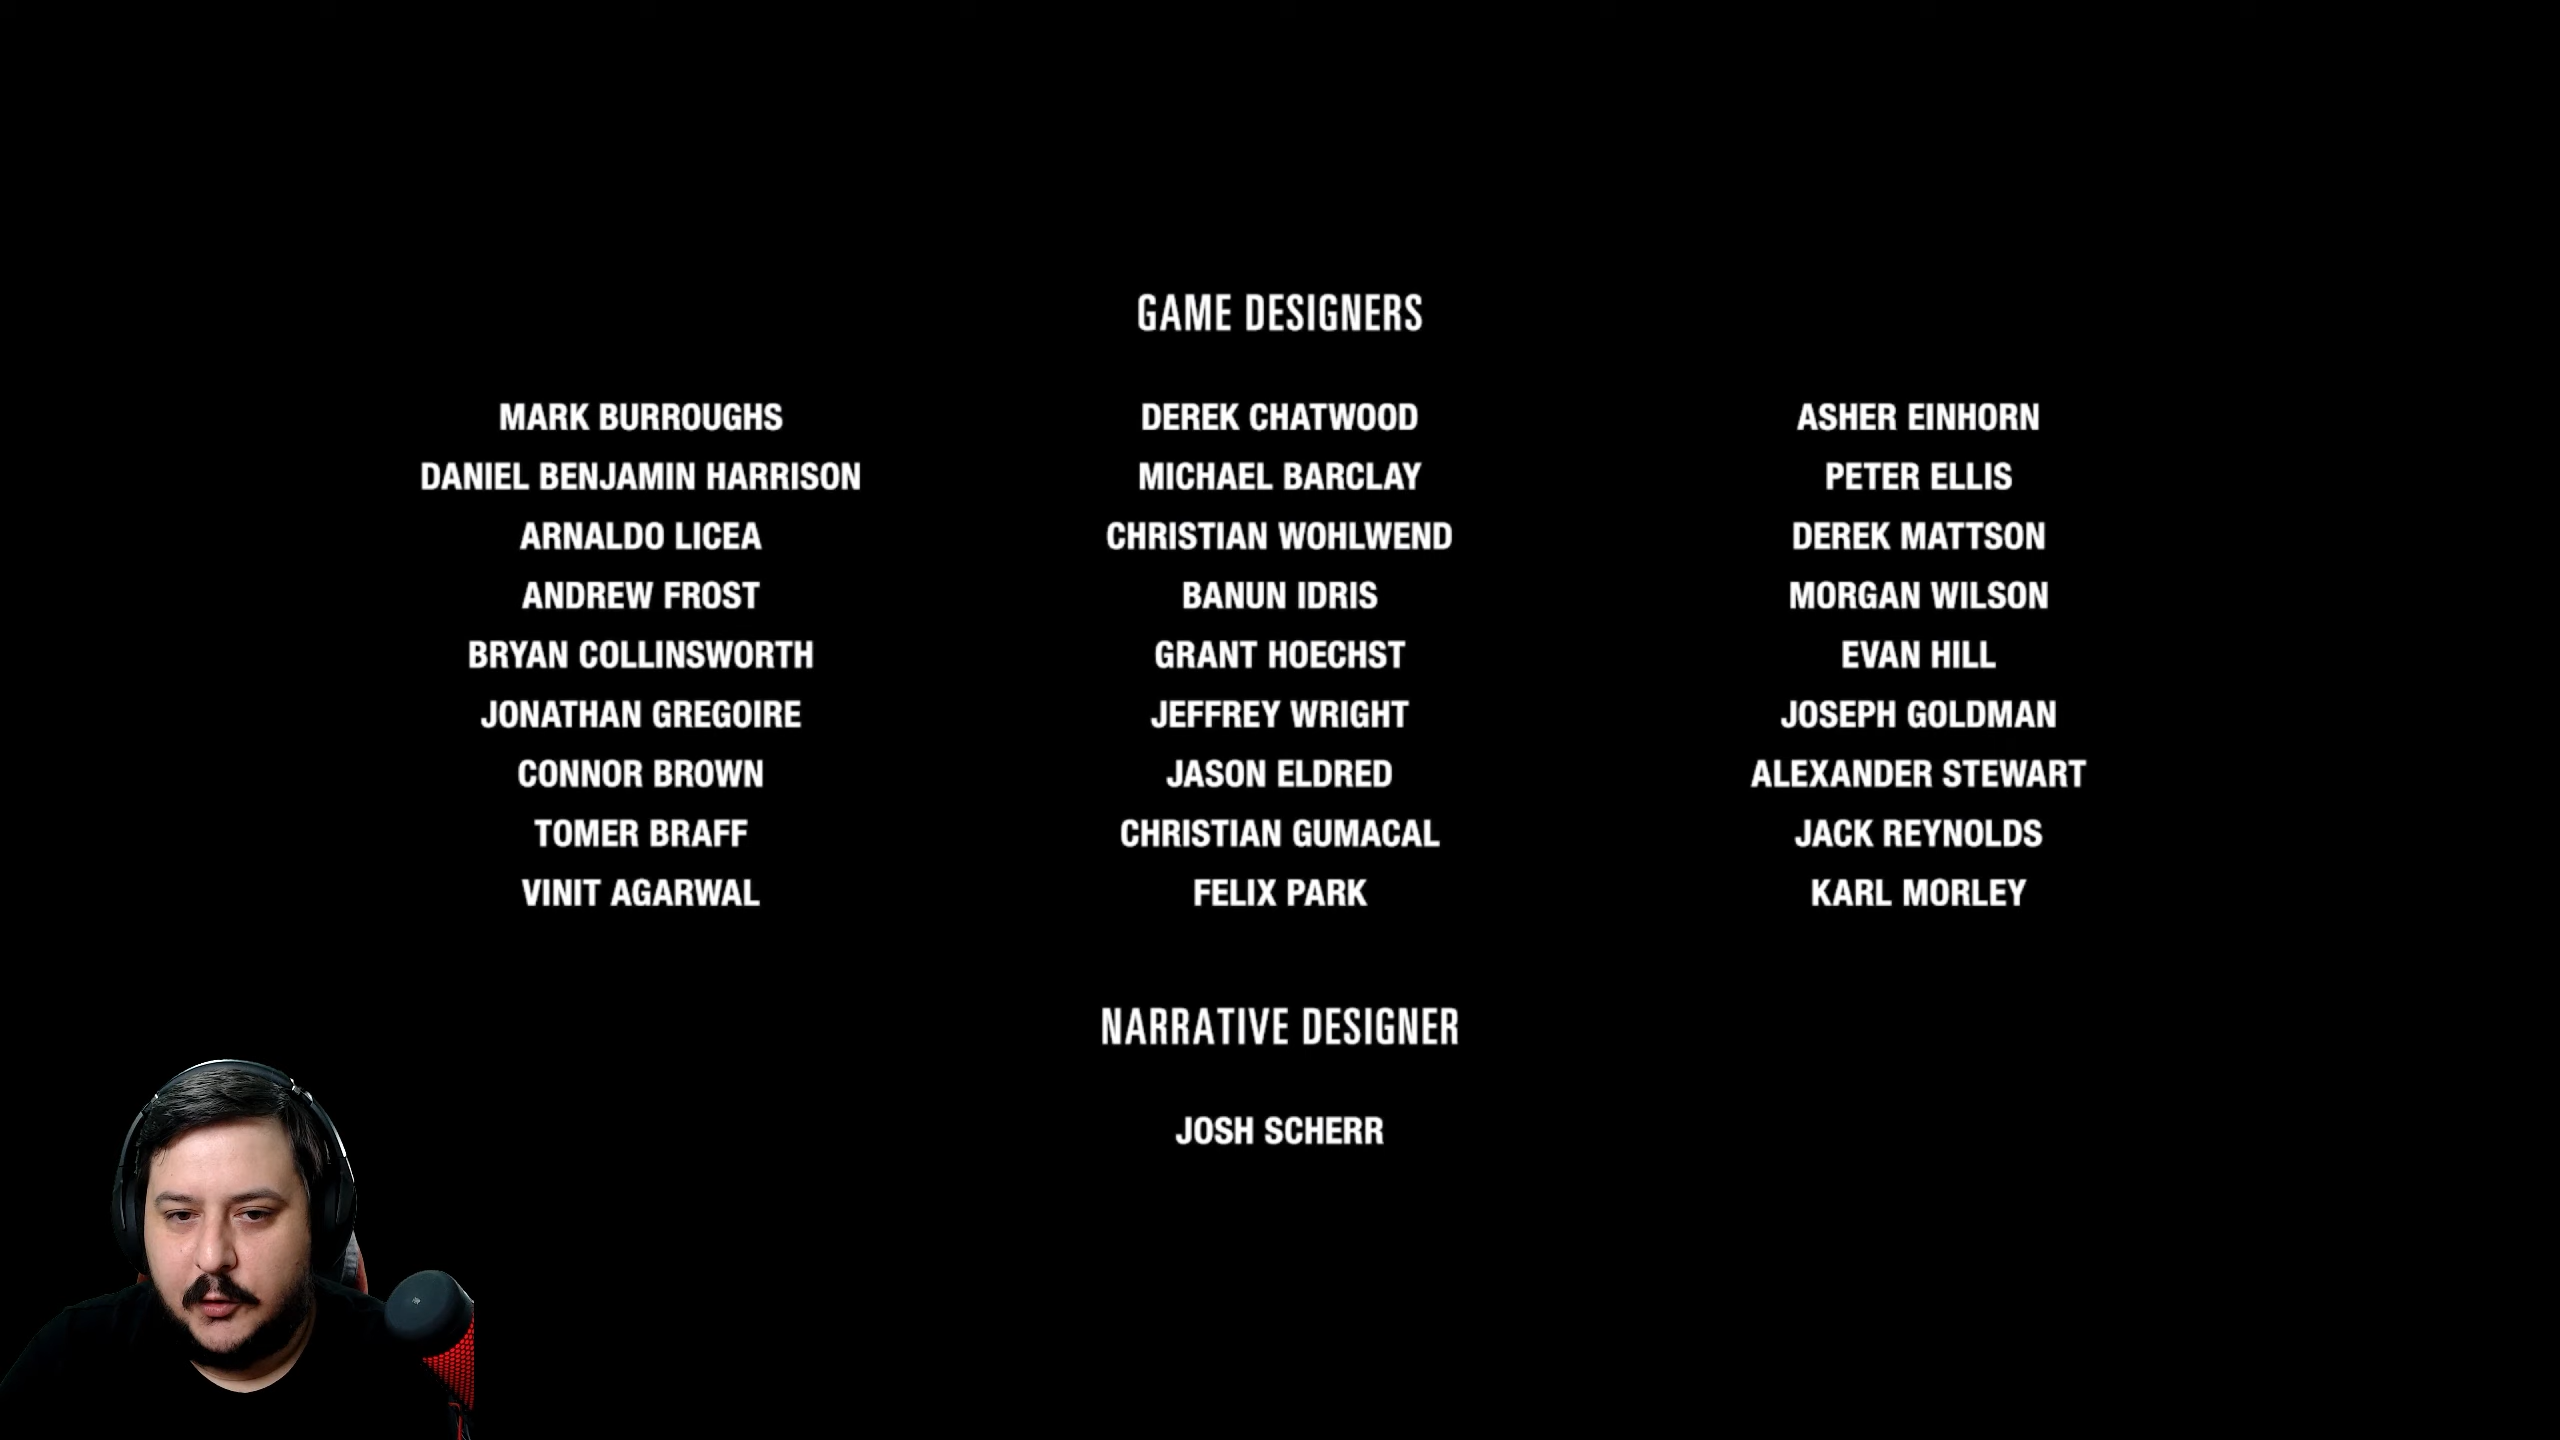 GAME DESIGNERS
MARK BURROUGHS
DEREK CHATWOOD
ASHER EINHORN
DANIEL BENJAMIN HARRISON
MICHAEL BARCLAY
PETER ELLIS
ARNALDO LICEA
CHRISTIAN WOHLWEND
DEREK MATTSON
ANDREW FROST
BANUN IDRIS
MORGAN WILSON
BRYAN COLLINSWORTH
GRANT HOECHST
EVAN HILL
JONATHAN GREGOIRE
JEFFREY WRIGHT
JOSEPH GOLDMAN
CONNOR BROWN
JASON ELDRED
ALEXANDER STEWART
TOMER BRAFF
CHRISTIAN GUMACAL
JACK REYNOLDS
VINIT AGARWAL
FELIX PARK
KARL MORLEY
NARRATIVE DESIGNER
JOSH SCHERR